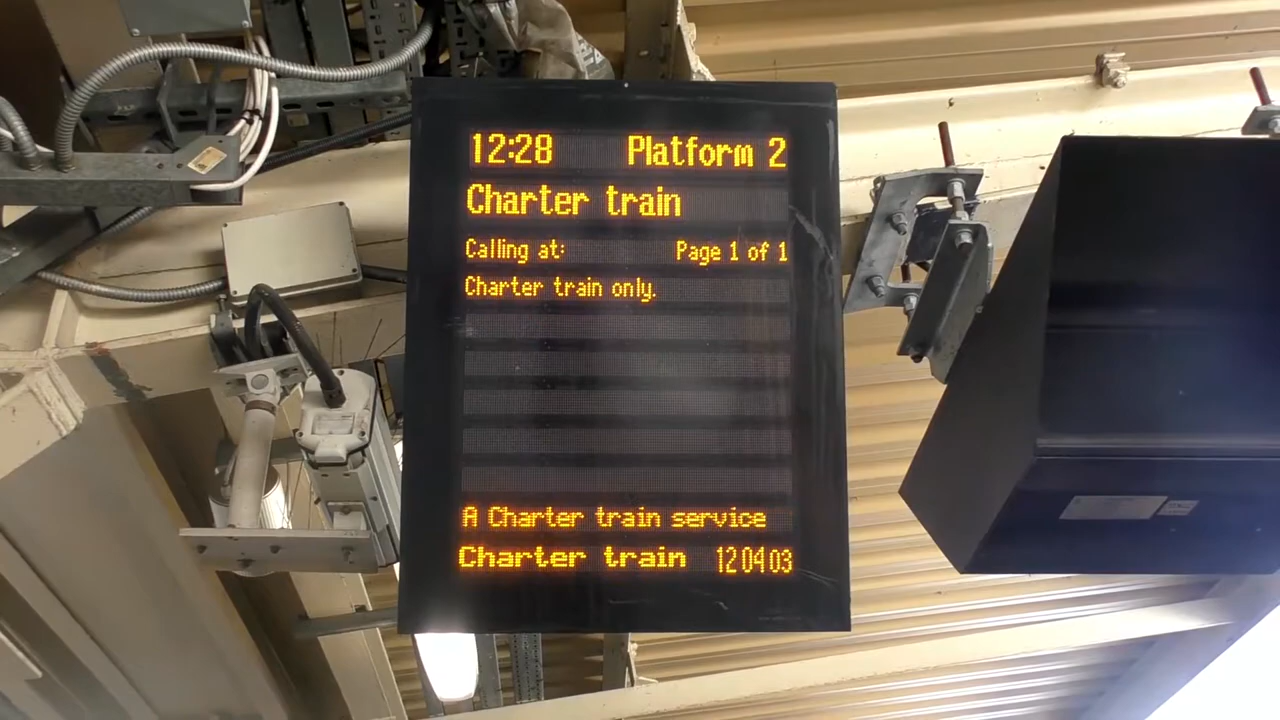 12:28 Platform 2
Charter train
Calling at: Page 1 of 1
Charter train only.
A Charter train service
Charter train 12 04 03